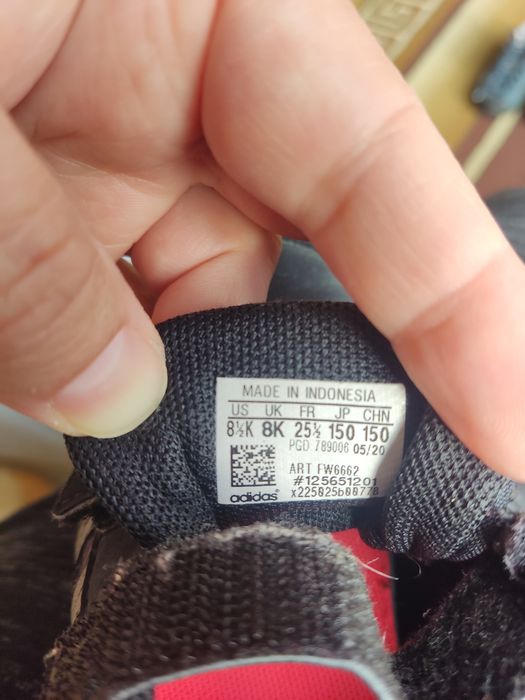 MADE IN INDONESIA
US UK FR JP CHN
8½K 8K 25½ 150 150
PGD 789006 05/20
ART FW6662
#125651201
adidas® x225025b00778